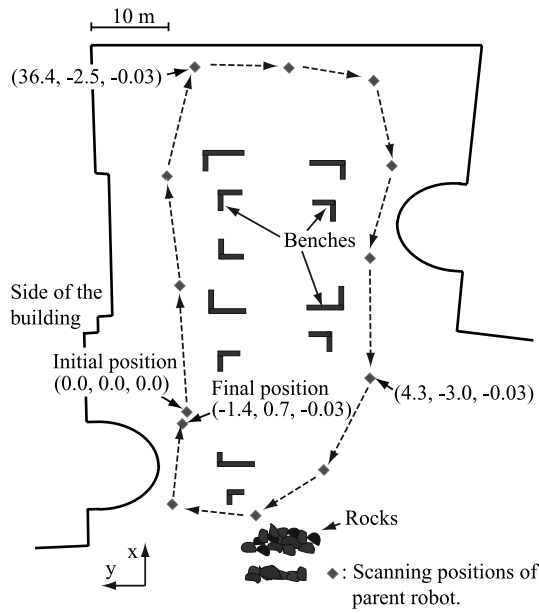 10 m
(36.4, -2.5, -0.03)
Benches
Side of the
building
Initial position
(0.0, 0.0, 0.0)
Final position
(-1.4, 0.7, -0.03)
(4.3, -3.0, -0.03)
Rocks
x
y
: Scanning positions of
parent robot.